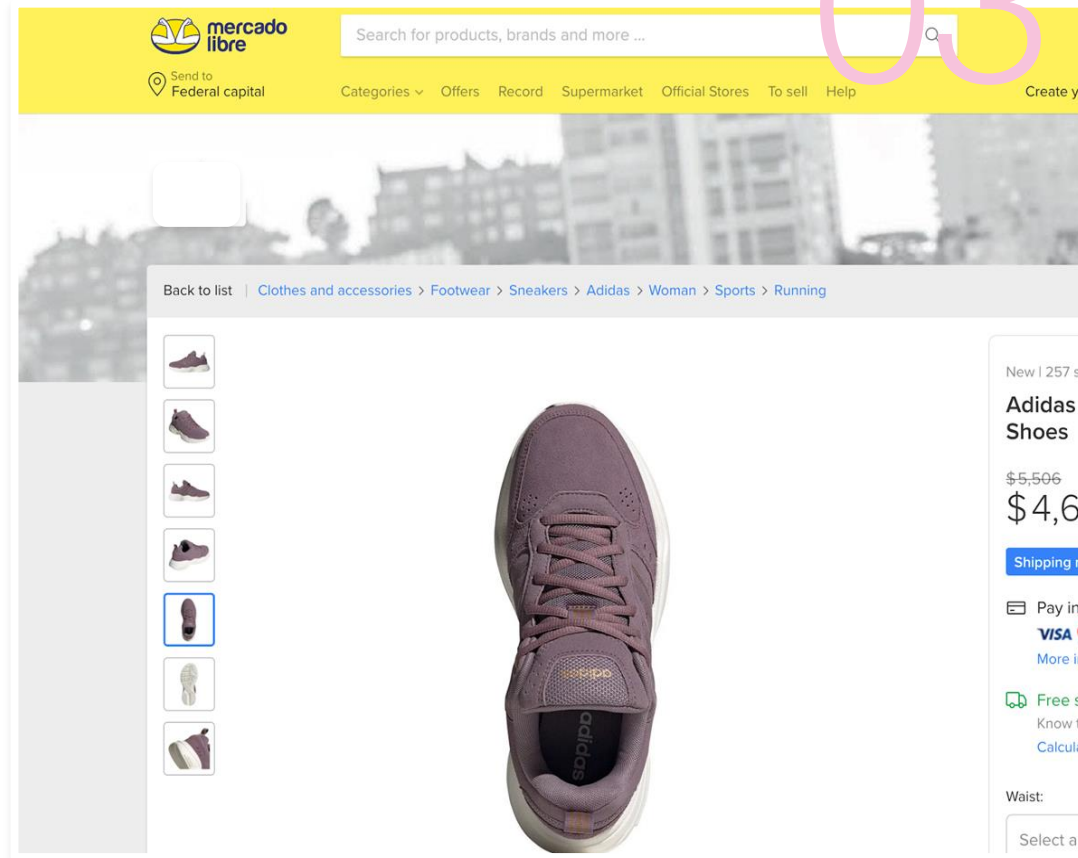 03
mercado
libre
Search for products, brands and more ...
Send to
Federal capital
Categories Offers Record Supermarket Official Stores To sell Help
Create y
Back to list | Clothes and accessories > Footwear > Sneakers > Adidas > Woman > Sports > Running
New | 257 s
Adidas
Shoes
$5,506
$4,6
Shipping
Pay in
VISA
More i
Free s
Know t
Calcula
Waist:
Select a
adidas
adidas